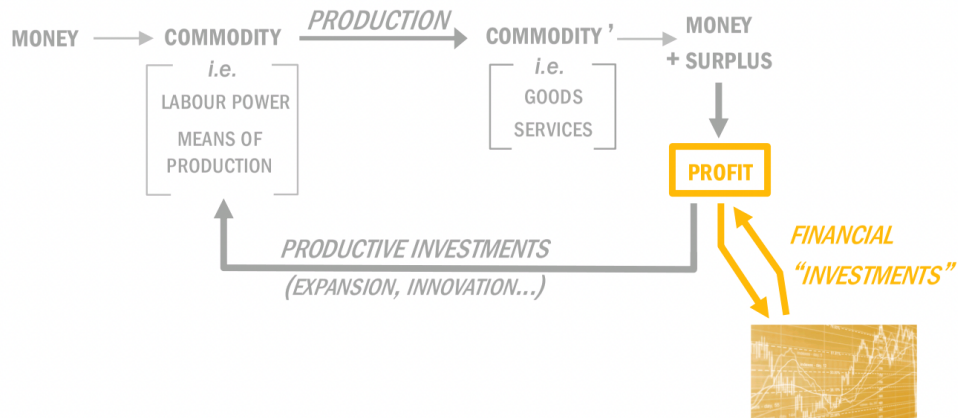 MONEY
COMMODITY
i.e.
LABOUR POWER
MEANS OF
PRODUCTION
PRODUCTION
COMMODITY ’
i.e.
GOODS
SERVICES
MONEY
+ SURPLUS
PROFIT
PRODUCTIVE INVESTMENTS
(EXPANSION, INNOVATION...)
FINANCIAL
“INVESTMENTS”